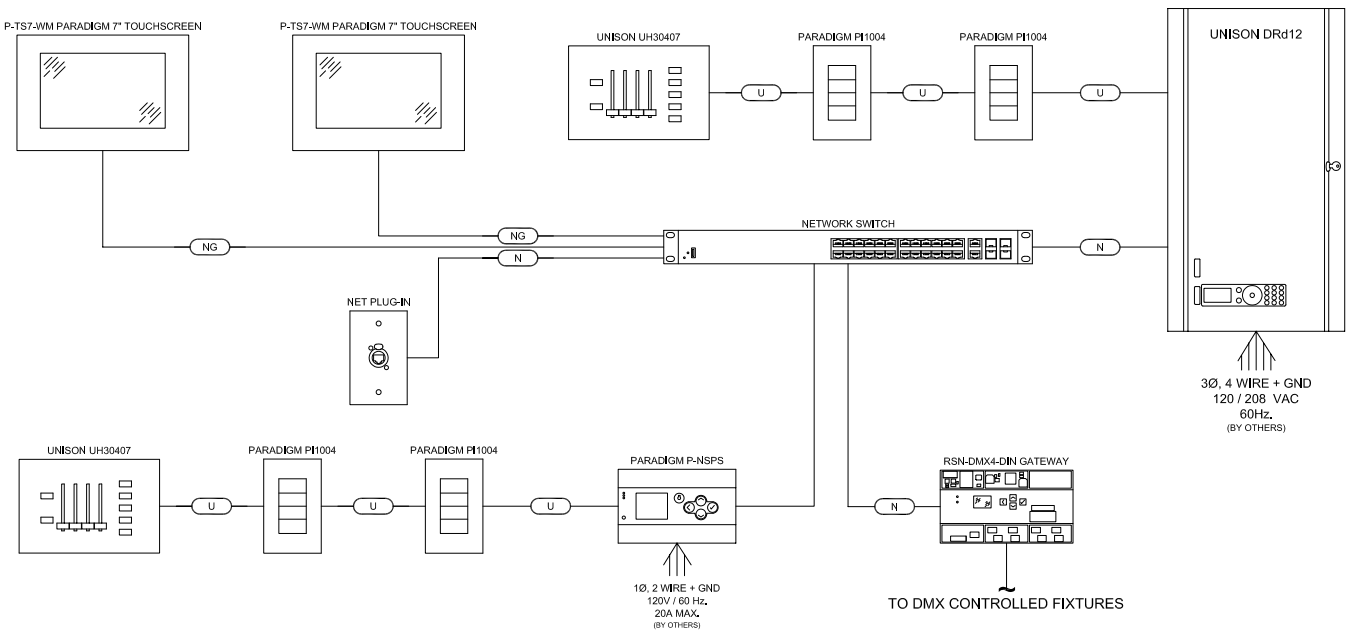 P-TS7-WM PARADIGM 7" TOUCHSCREEN
P-TS7-WM PARADIGM 7" TOUCHSCREEN
UNISON UH30407
PARADIGM PI1004
PARADIGM PI1004
UNISON DRd12
U
U
U
NETWORK SWITCH
NG
NG
N
N
NET PLUG-IN
3Ø, 4 WIRE + GND
120 / 208 VAC
60Hz.
(BY OTHERS)
UNISON UH30407
PARADIGM PI1004
PARADIGM PI1004
PARADIGM P-NSPS
RSN-DMX4-DIN GATEWAY
U
U
U
N
1Ø, 2 WIRE + GND
120V / 60 Hz.
20A MAX.
(BY OTHERS)
TO DMX CONTROLLED FIXTURES